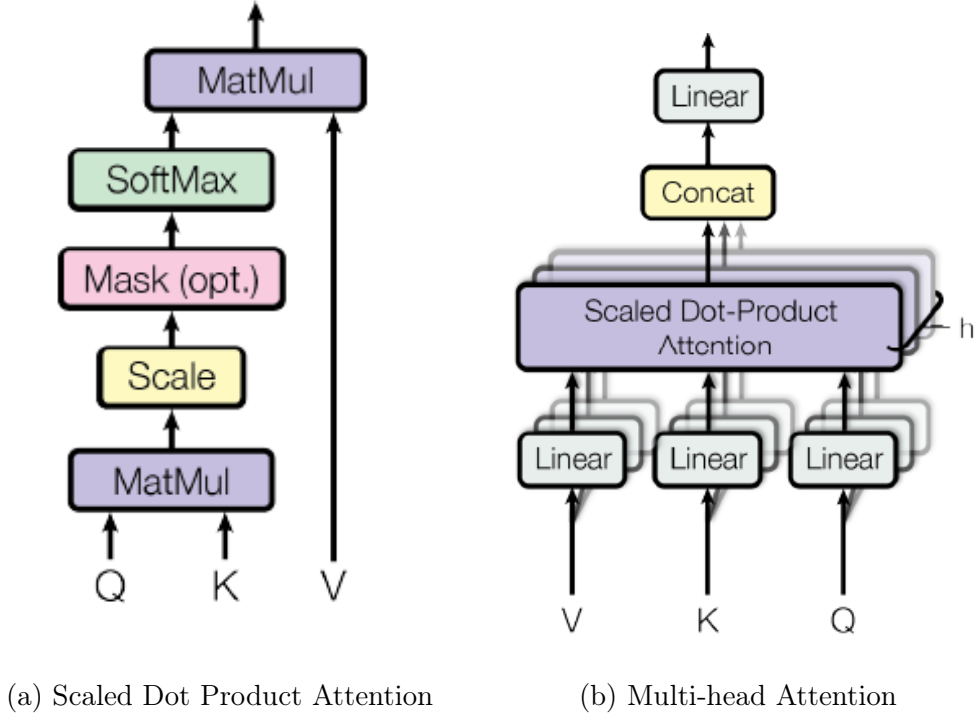 MatMul
SoftMax
Mask (opt.)
Scale
MatMul
Q K V
(a) Scaled Dot Product Attention
Linear
Concat
Scaled Dot-Product
Attention
h
Linear Linear Linear
V K Q
(b) Multi-head Attention